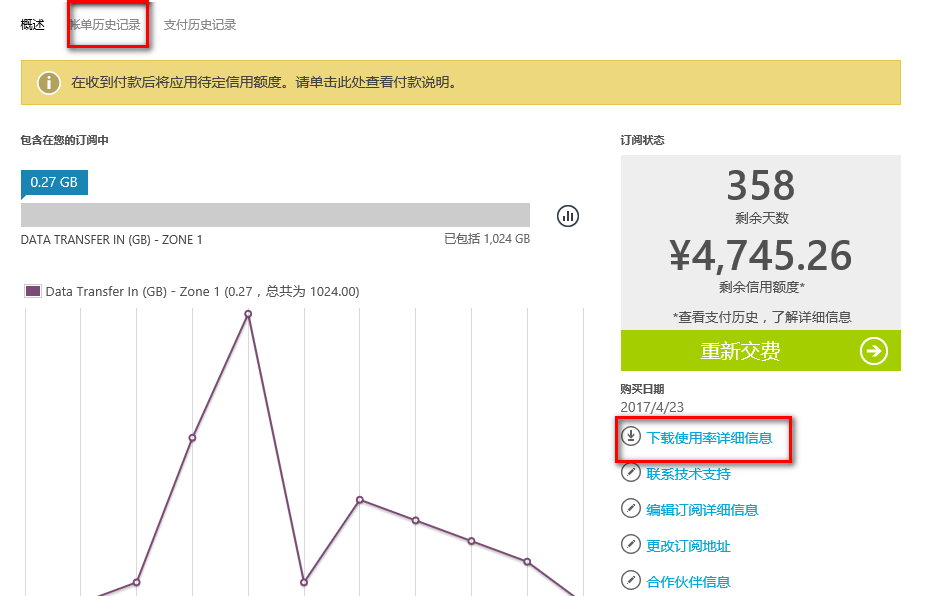 概述 帐单历史记录 支付历史记录
在收到付款后将应用待定信用额度。请单击此处查看付款说明。
包含在您的订阅中
0.27 GB
DATA TRANSFER IN (GB) - ZONE 1 已包括 1,024 GB
Data Transfer In (GB) - Zone 1 (0.27，总共为 1024.00)
订阅状态
358
剩余天数
¥4,745.26
剩余信用额度*
*查看支付历史，了解详细信息
重新交费
购买日期
2017/4/23
下载使用率详细信息
联系技术支持
编辑订阅详细信息
更改订阅地址
合作伙伴信息